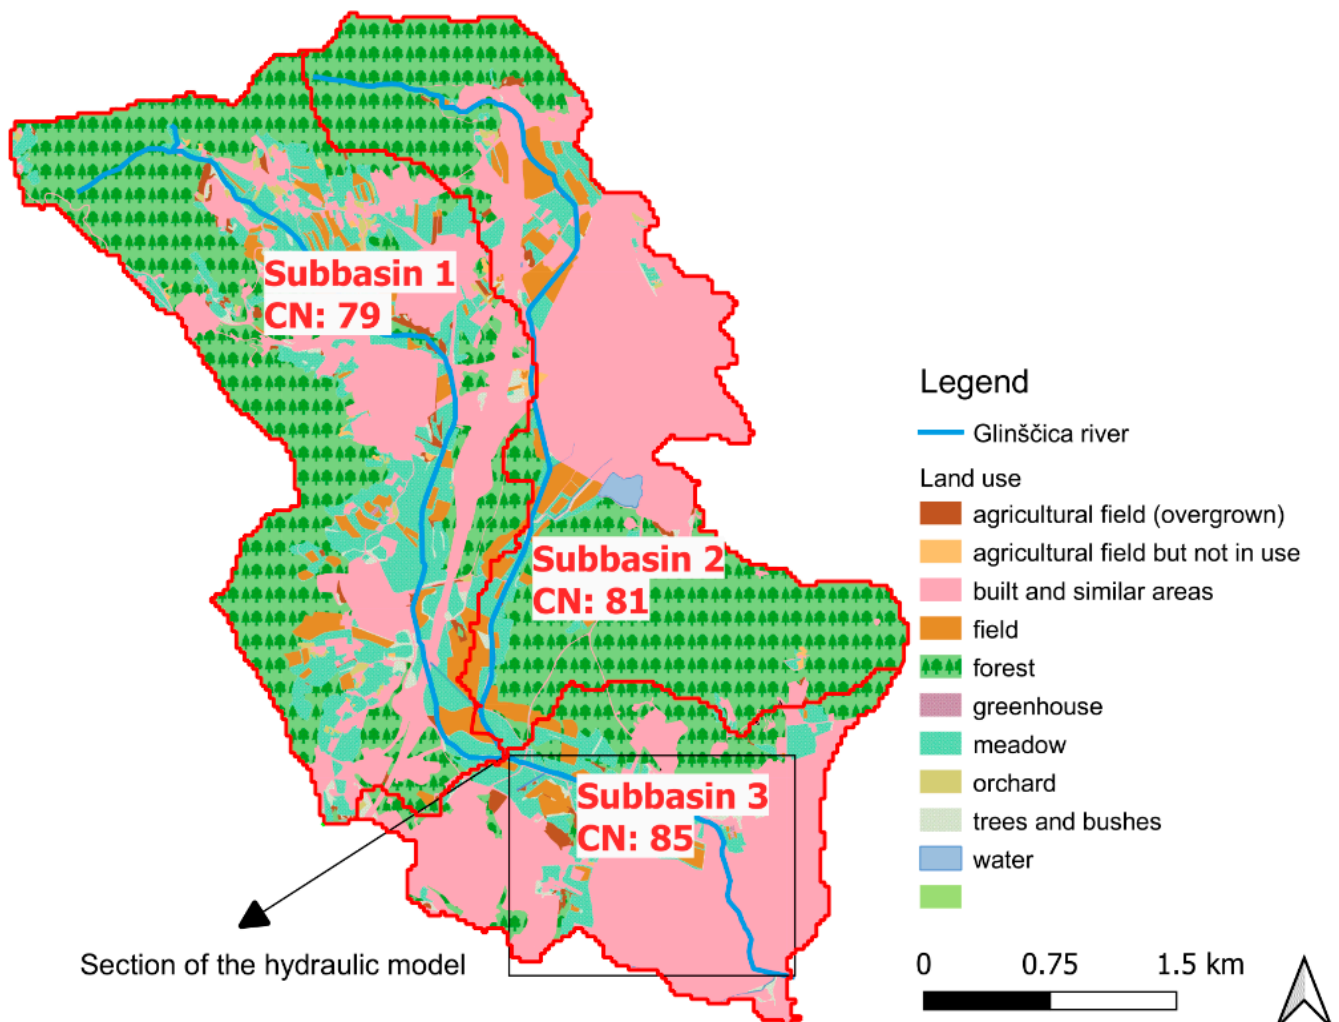 Subbasin 1
CN: 79
Subbasin 2
CN: 81
Subbasin 3
CN: 85
Section of the hydraulic model
Legend
Glinščica river
Land use
agricultural field (overgrown)
agricultural field but not in use
built and similar areas
field
forest
greenhouse
meadow
orchard
trees and bushes
water
0 0.75 1.5 km